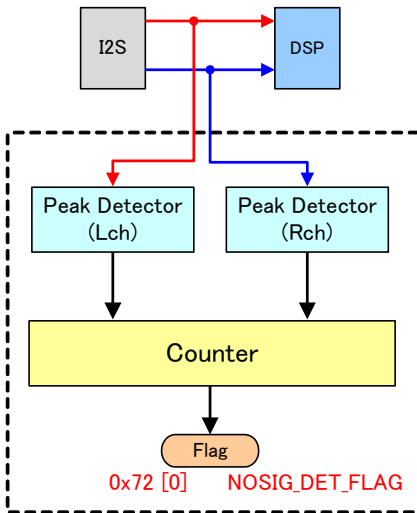 I2S
DSP
Peak Detector
(Lch)
Peak Detector
(Rch)
Counter
Flag
0x72 [0] NOSIG_DET_FLAG